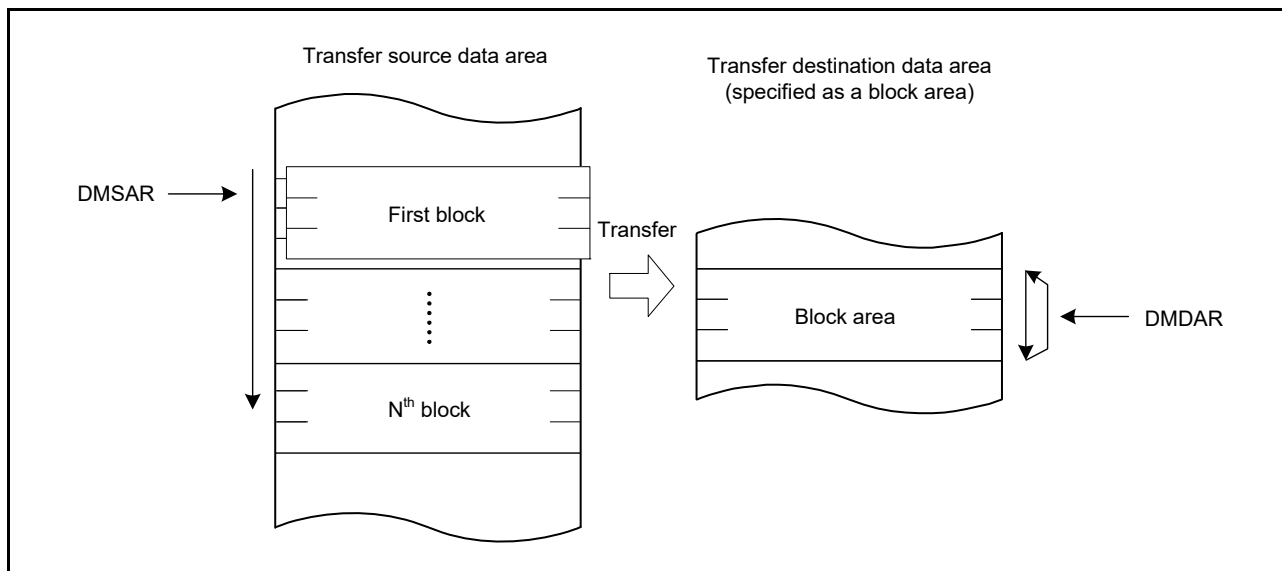 Transfer source data area
Transfer destination data area
(specified as a block area)
DMSAR
First block
Transfer
Block area
DMDAR
Nth block